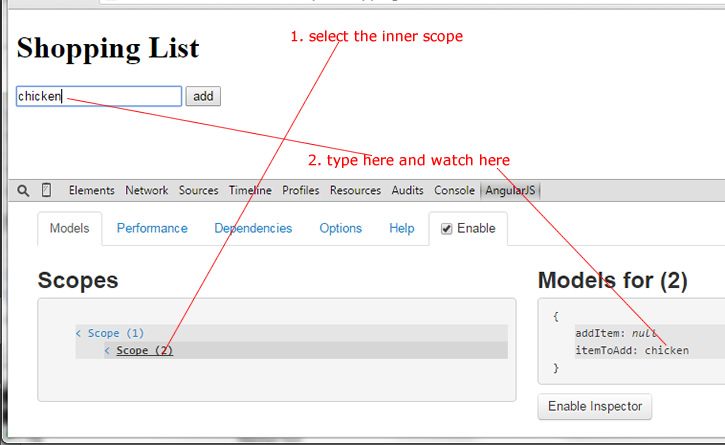 1. select the inner scope
Shopping List
chicken add
2. type here and watch here
Elements Network Sources Timeline Profiles Resources Audits Console AngularJS
Models Performance Dependencies Options Help Enable
Scopes
< Scope (1)
< Scope (2)
Models for (2)
{
addItem: null
itemToAdd: chicken
}
Enable Inspector